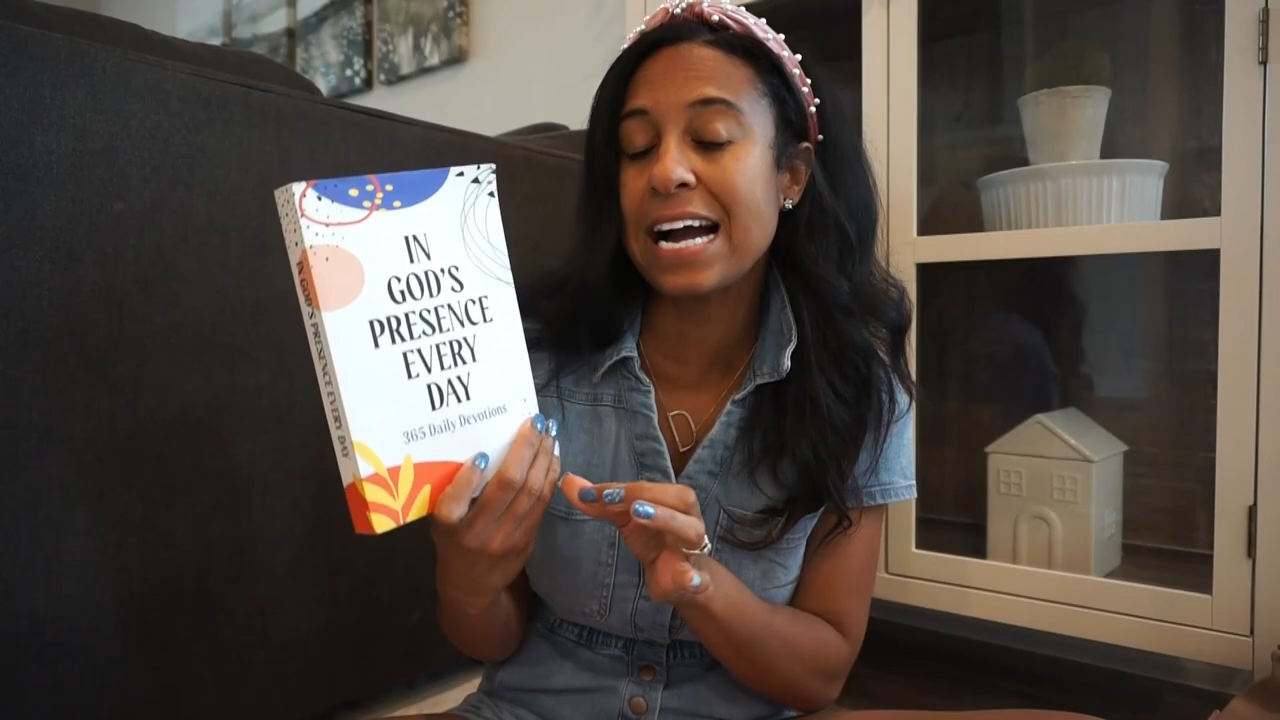 IN
GOD'S
PRESENCE
EVERY
DAY
365 Daily Devotions
IN GOD'S PRESENCE EVERY DAY
D